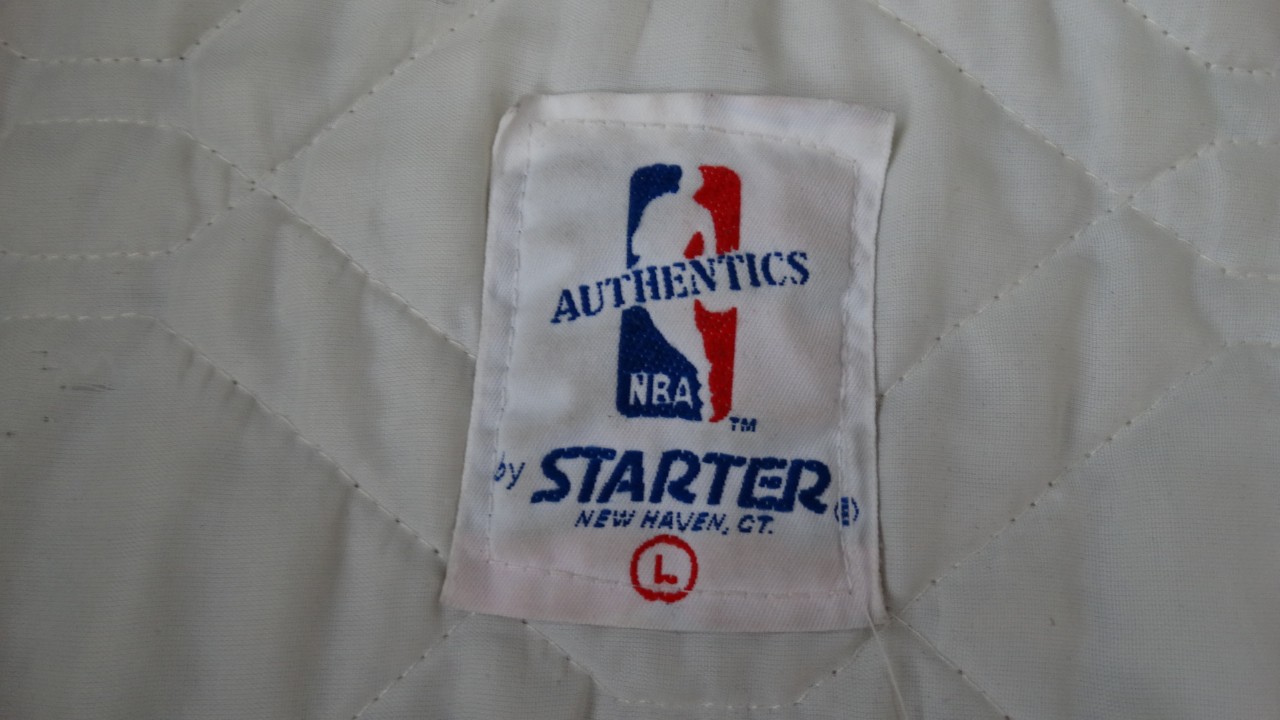 AUTHENTICS
NBA
TM
by STARTER®
NEW HAVEN, CT.
L